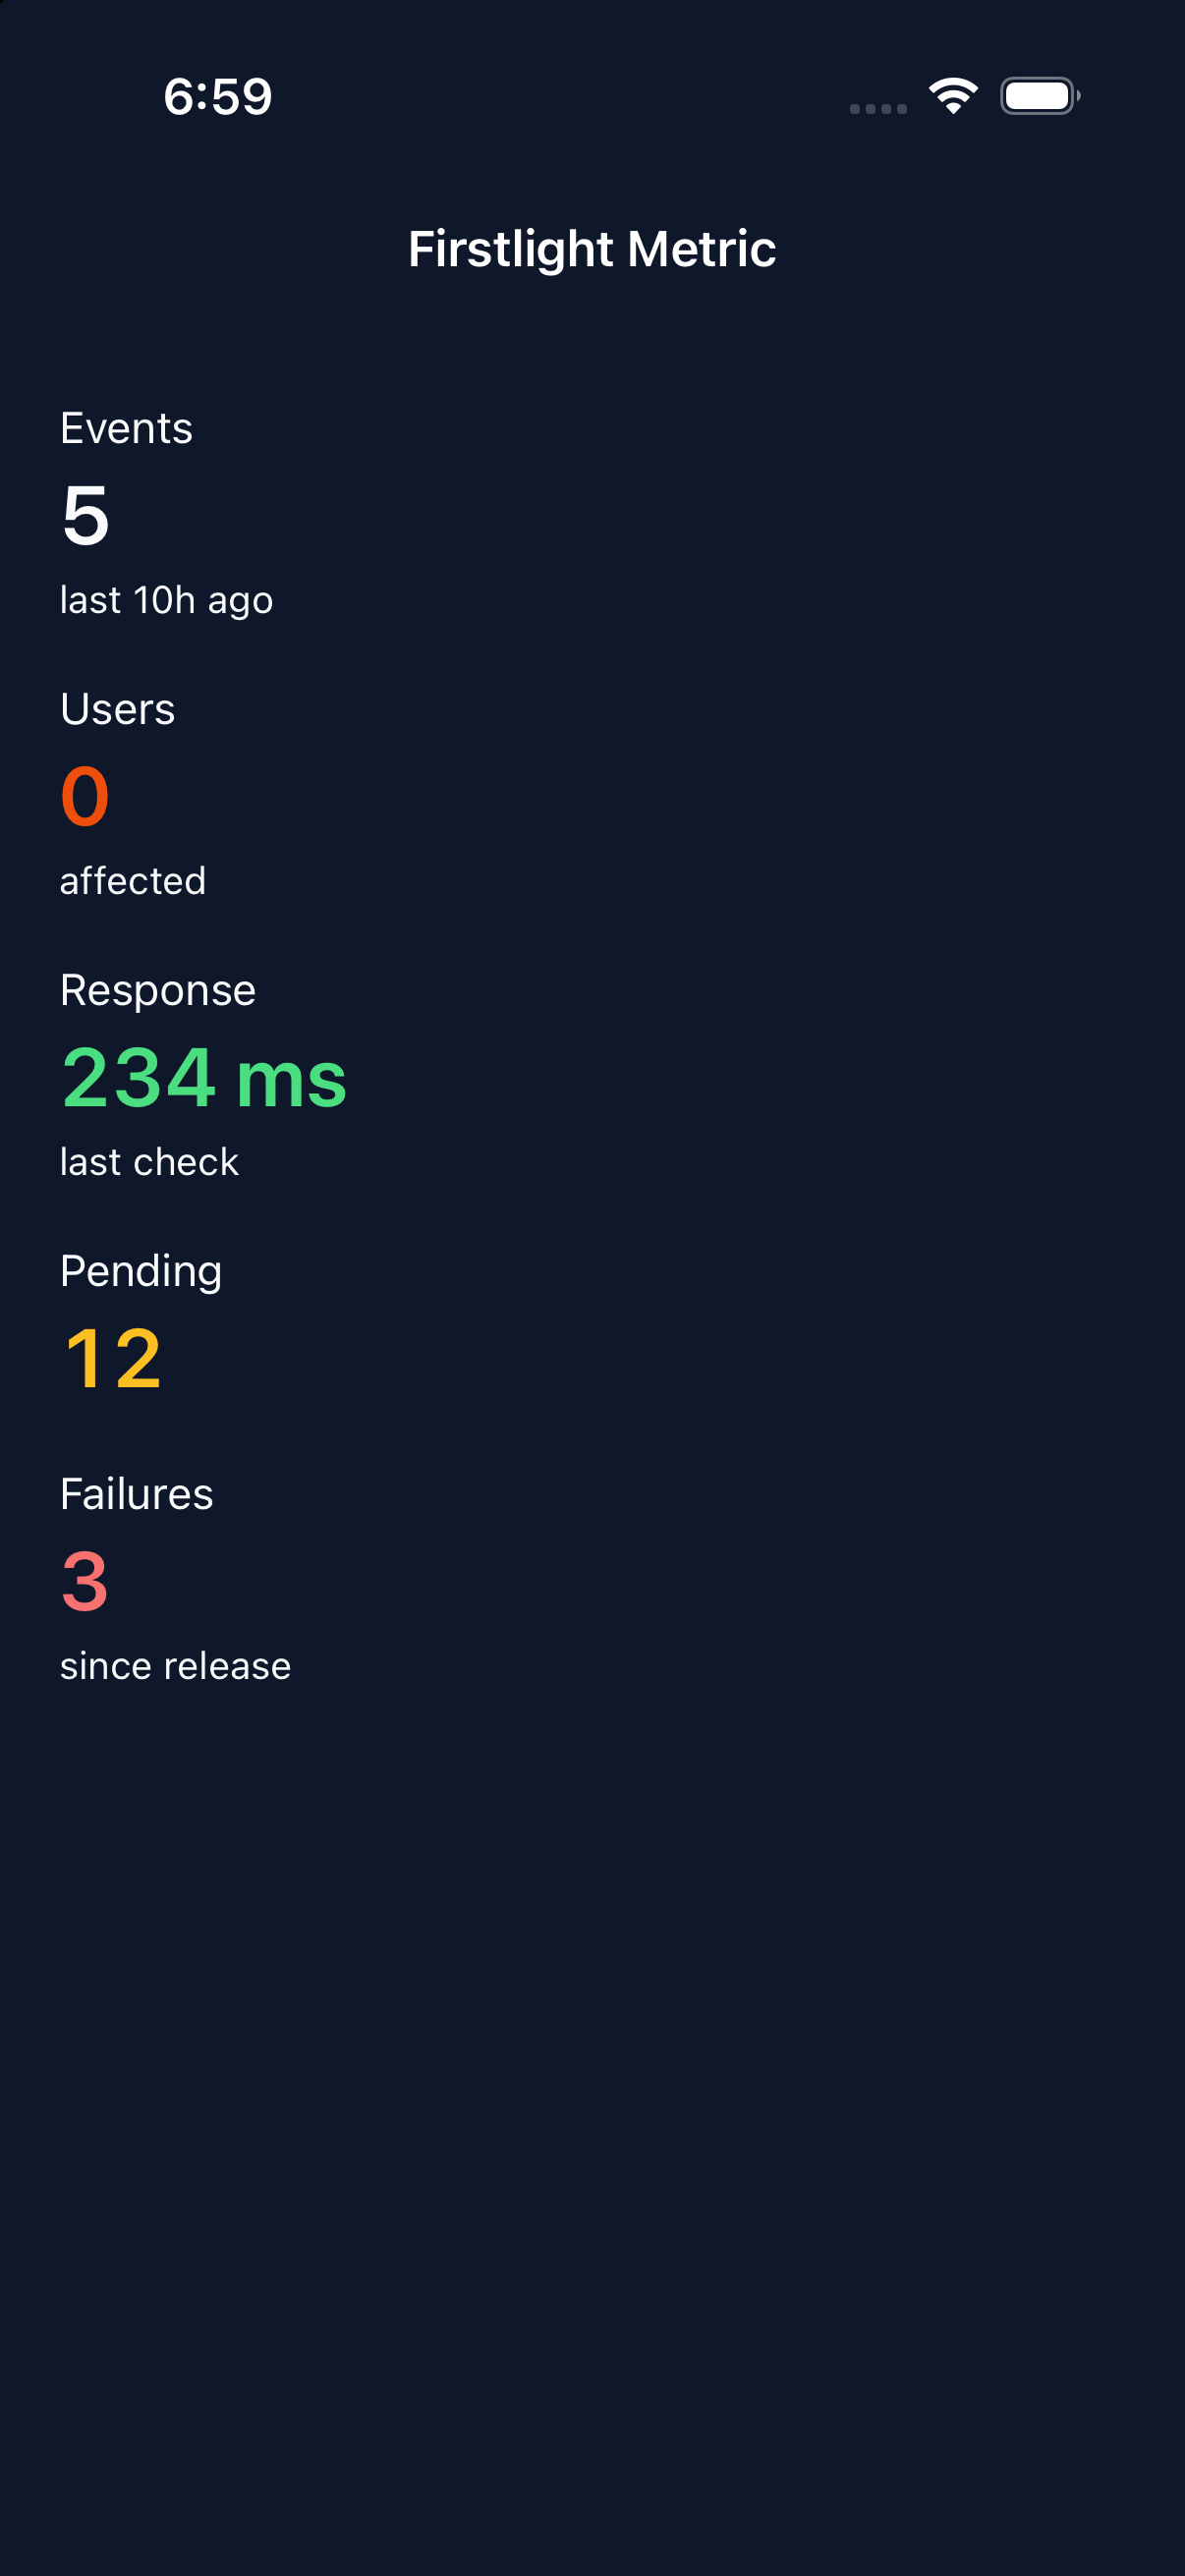 6:59
Firstlight Metric
Events
5
last 10h ago
Users
0
affected
Response
234 ms
last check
Pending
12
Failures
3
since release